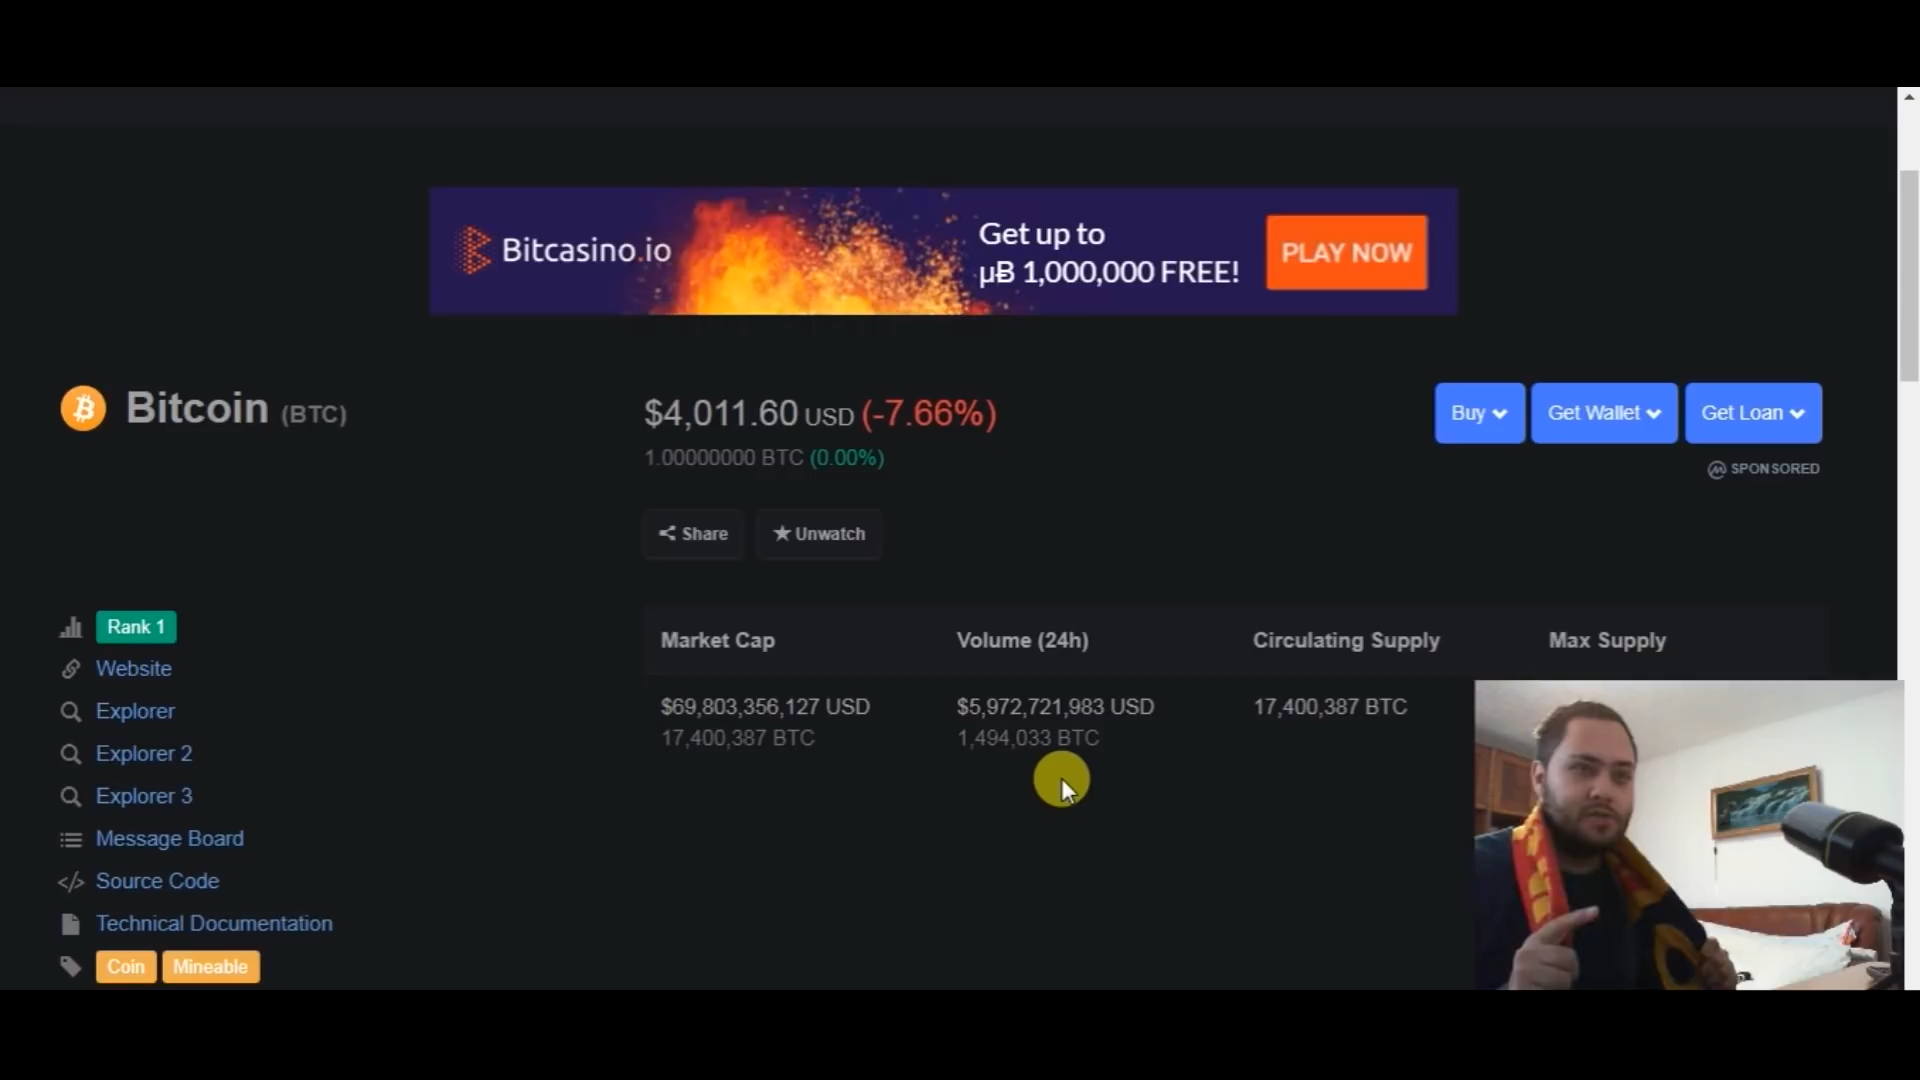 Bitcasino.io
Get up to
µɃ 1,000,000 FREE!
PLAY NOW
Bitcoin (BTC)
$4,011.60 USD (-7.66%)
1.00000000 BTC (0.00%)
Buy
Get Wallet
Get Loan
SPONSORED
Share
Unwatch
Rank 1
Website
Explorer
Explorer 2
Explorer 3
Message Board
Source Code
Technical Documentation
Coin Mineable
Market Cap Volume (24h) Circulating Supply Max Supply
$69,803,356,127 USD $5,972,721,983 USD 17,400,387 BTC
17,400,387 BTC 1,494,033 BTC